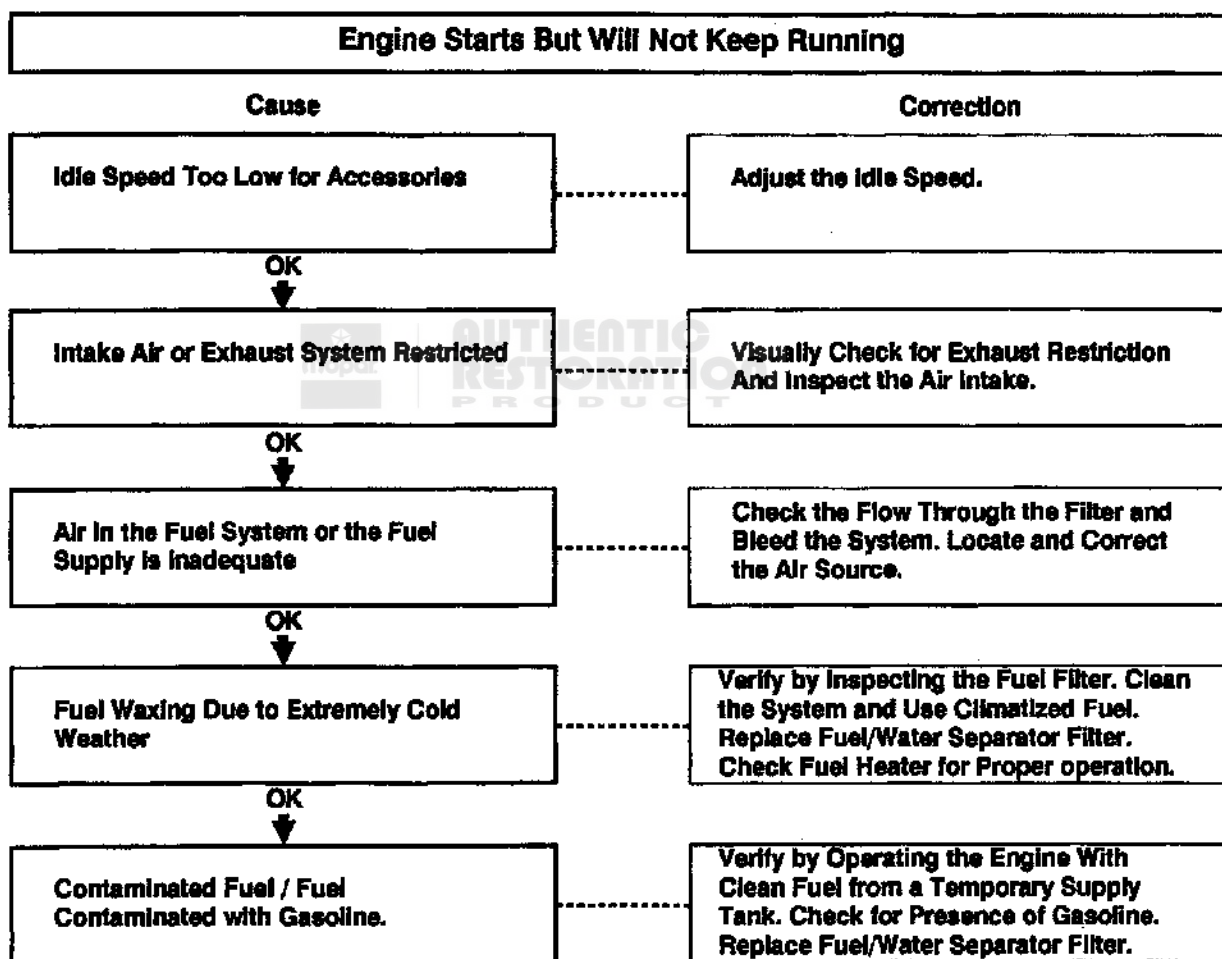 Engine Starts But Will Not Keep Running
Cause
Correction
Idle Speed Too Low for Accessories
Adjust the Idle Speed.
OK
Intake Air or Exhaust System Restricted
Visually Check for Exhaust Restriction
And Inspect the Air Intake.
mopar
AUTHENTIC
RESTORATION
PRODUCT
OK
Air in the Fuel System or the Fuel
Supply is Inadequate
Check the Flow Through the Filter and
Bleed the System. Locate and Correct
the Air Source.
OK
Fuel Waxing Due to Extremely Cold
Weather
Verify by Inspecting the Fuel Filter. Clean
the System and Use Climatized Fuel.
Replace Fuel/Water Separator Filter.
Check Fuel Heater for Proper operation.
OK
Contaminated Fuel / Fuel
Contaminated with Gasoline.
Verify by Operating the Engine With
Clean Fuel from a Temporary Supply
Tank. Check for Presence of Gasoline.
Replace Fuel/Water Separator Filter.